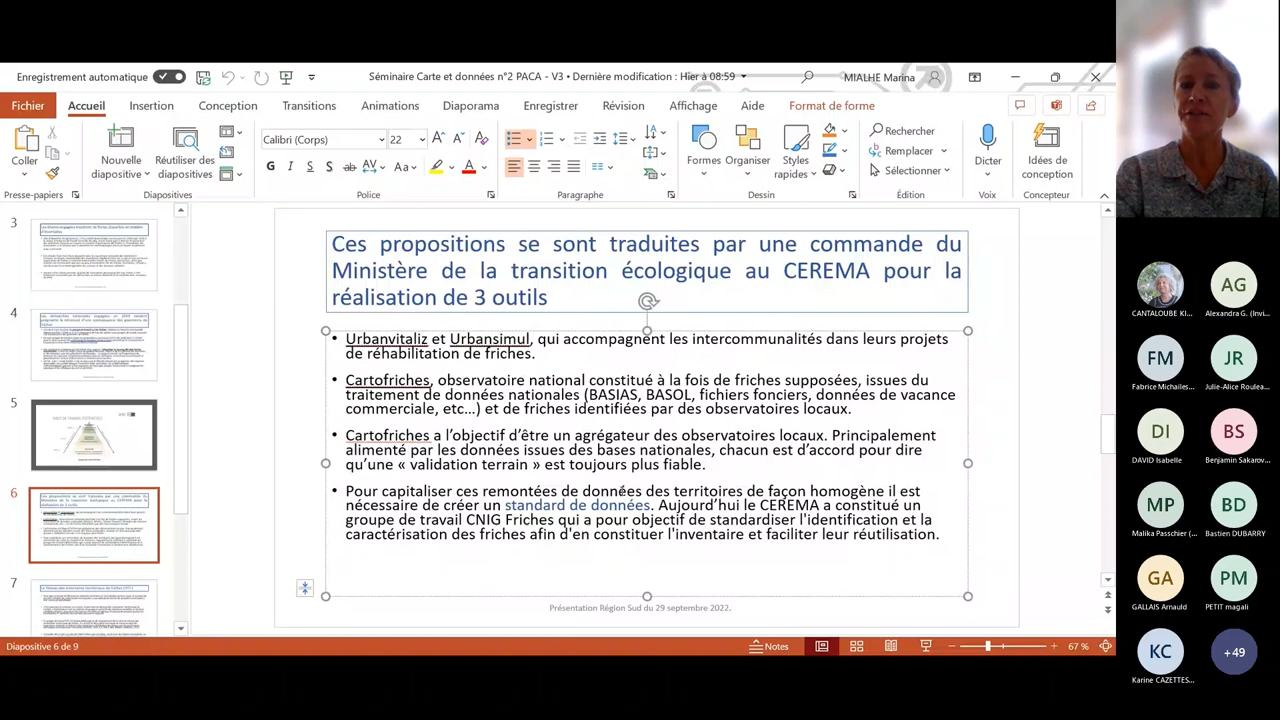 Enregistrement automatique
Séminaire Carte et données n°2 PACA - V3 • Dernière modification : Hier à 08:59
MIALHE Marina
Fichier
Accueil
Insertion
Conception
Transitions
Animations
Diaporama
Enregistrer
Révision
Affichage
Aide
Format de forme
Coller
Nouvelle diapositive
Réutiliser des diapositives
Calibri (Corps)
22
Formes
Organiser
Styles rapides
Rechercher
Remplacer
Sélectionner
Dicter
Idées de conception
Presse-papiers
Diapositives
Police
Paragraphe
Dessin
Édition
Voix
Concepteur
3
4
5
6
7
Ces propositions se sont traduites par une commande du
Ministère de la transition écologique au CEREMA pour la
réalisation de 3 outils
• Urbanvitaliz et Urbansimul, qui accompagnent les intercommunalités dans leurs projets
de réhabilitation de friches.
• Cartofriches, observatoire national constitué à la fois de friches supposées, issues du
traitement de données nationales (BASIAS, BASOL, fichiers fonciers, données de vacance
commerciale, etc…) et de friches identifiées par des observatoires locaux.
• Cartofriches a l'objectif d'être un agrégateur des observatoires locaux. Principalement
alimenté par les données issues des bases nationales, chacun est d'accord pour dire
qu'une « validation terrain » est toujours plus fiable.
• Pour capitaliser ces remontées de données des territoires de façon homogène il est
nécessaire de créer un standard de données. Aujourd'hui le CEREMA a constitué un
groupe de travail CNIG Friches qui a pour objectif de standardiser l'identification et la
caractérisation des friches afin d'en constituer l'inventaire et faciliter leur réutilisation.
Présentation Région Sud du 29 septembre 2022.
Diapositive 6 de 9
Notes
67 %
CANTALOUBE KI...
AG
Alexandra G. (Invi...
FM
Fabrice Michailes...
JR
Julie-Alice Roulea...
DI
DAVID Isabelle
BS
Benjamin Sakarov...
MP
Malika Passchier (...
BD
Bastien DUBARRY
GA
GALLAIS Arnauld
PM
PETIT magali
KC
Karine CAZETTES...
+49